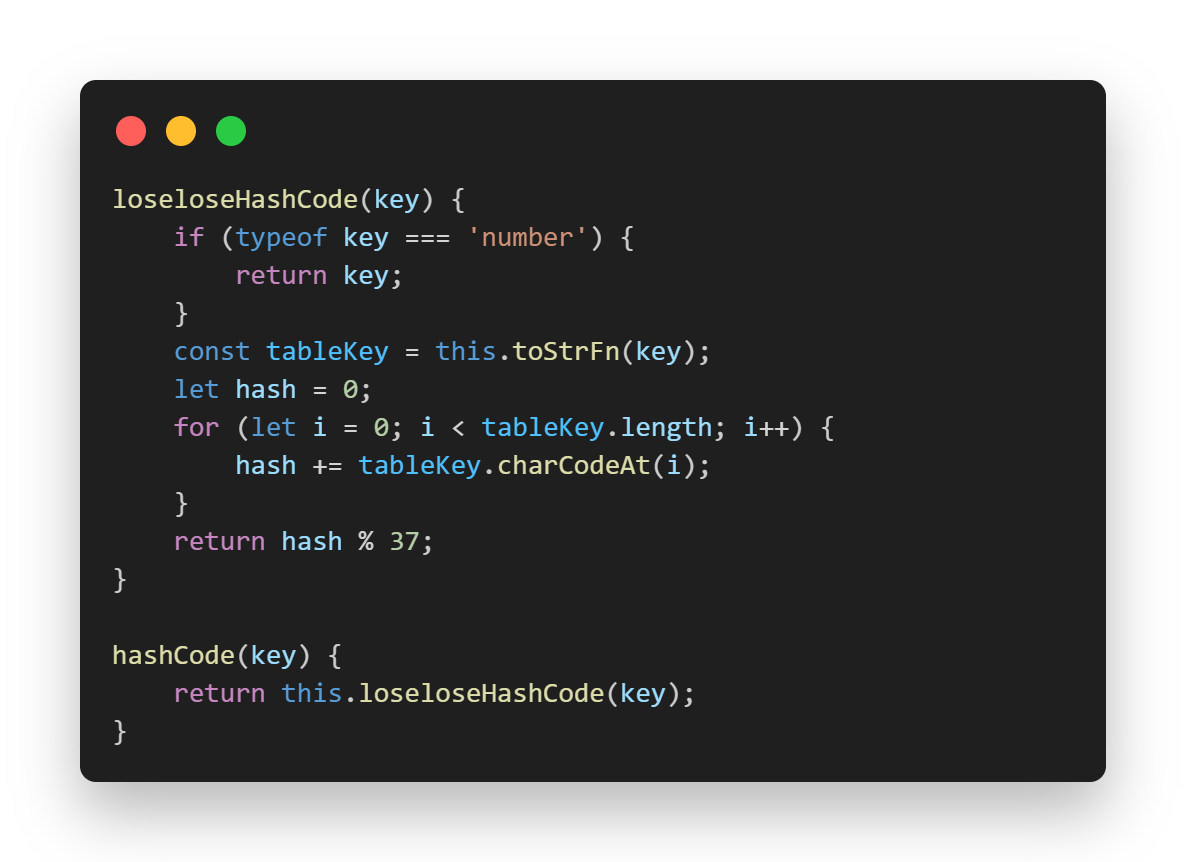 loseloseHashCode(key) {
    if (typeof key === 'number') {
        return key;
    }
    const tableKey = this.toStrFn(key);
    let hash = 0;
    for (let i = 0; i < tableKey.length; i++) {
        hash += tableKey.charCodeAt(i);
    }
    return hash % 37;
}

hashCode(key) {
    return this.loseloseHashCode(key);
}